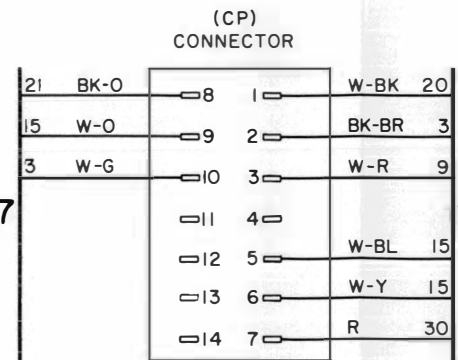 (CP)
CONNECTOR
21 BK-O 8 1 W-BK 20
15 W-O 9 2 BK-BR 3
3 W-G 10 3 W-R 9
7 11 4
12 5 W-BL 15
13 6 W-Y 15
14 7 R 30